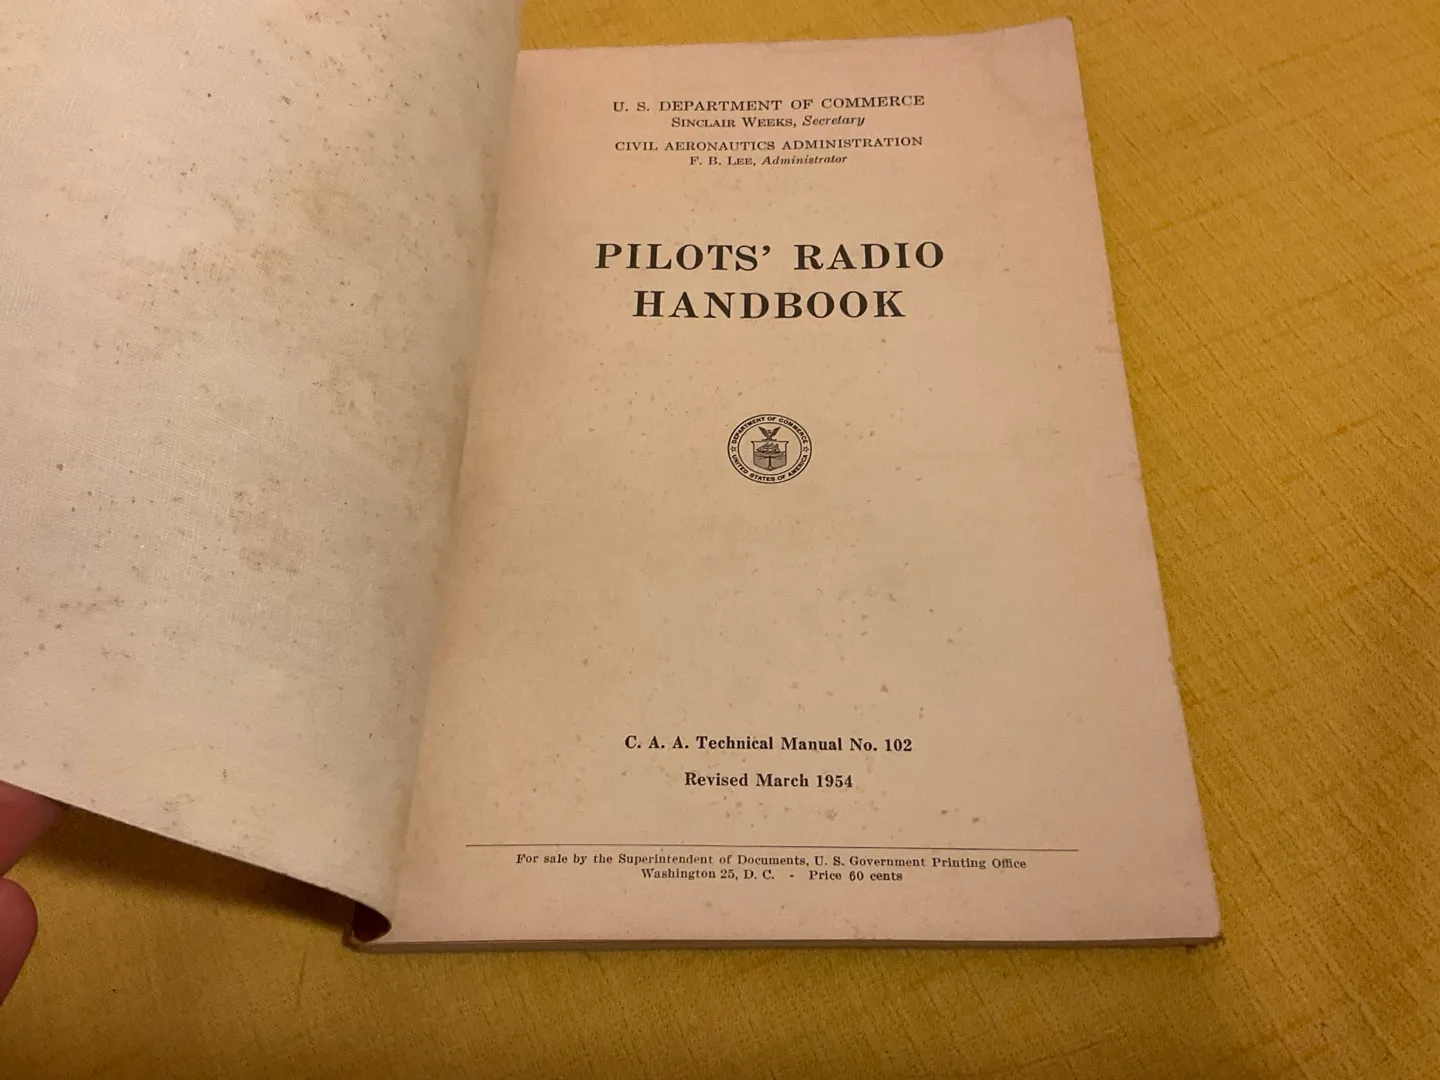 U. S. DEPARTMENT OF COMMERCE
SINCLAIR WEEKS, Secretary
CIVIL AERONAUTICS ADMINISTRATION
F. B. LEE, Administrator
PILOTS’ RADIO
HANDBOOK
DEPARTMENT OF COMMERCE
UNITED STATES OF AMERICA
C. A. A. Technical Manual No. 102
Revised March 1954
For sale by the Superintendent of Documents, U. S. Government Printing Office
Washington 25, D. C. - Price 60 cents